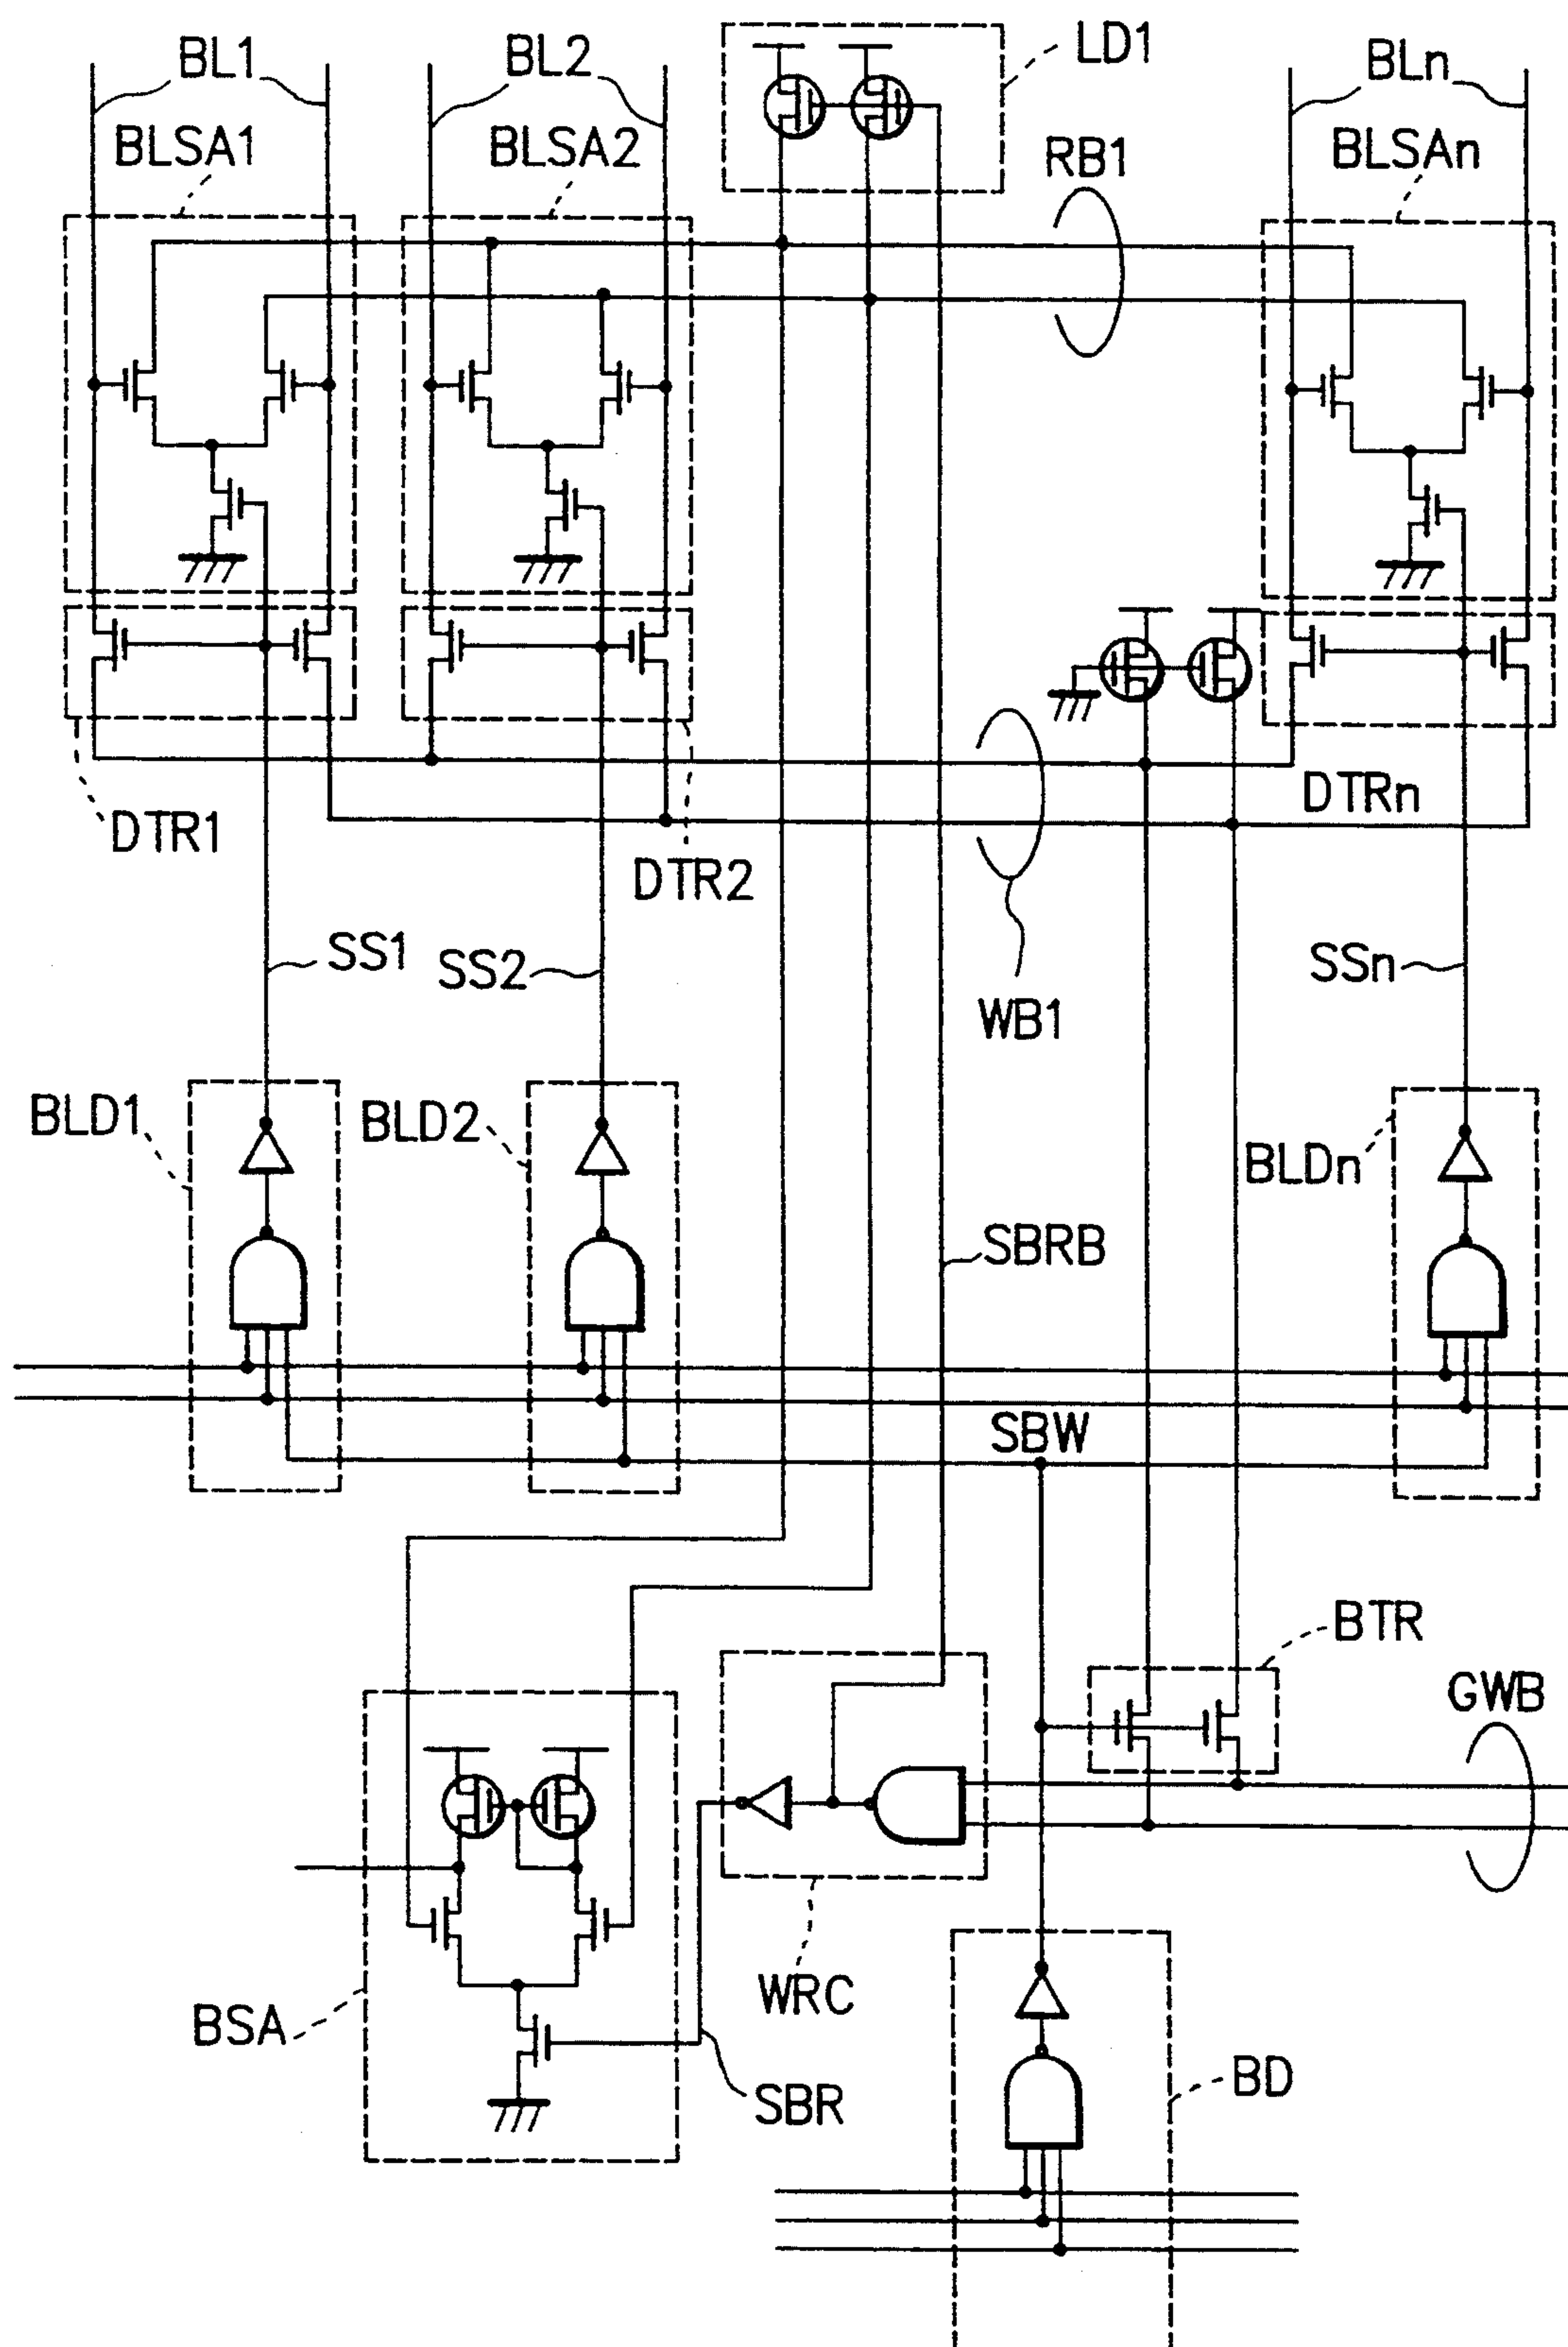 BL1
BL2
LD1
BLn
BLSA1
BLSA2
RB1
BLSAn
DTR1
DTR2
DTRn
SS1
SS2
SSn
WB1
BLD1
BLD2
BLDn
SBRB
SBW
BTR
GWB
WRC
BSA
SBR
BD